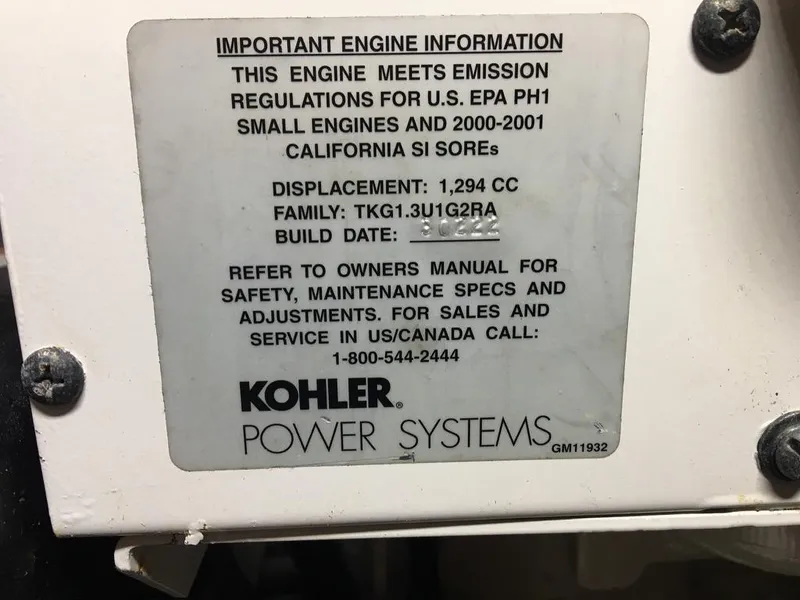 IMPORTANT ENGINE INFORMATION
THIS ENGINE MEETS EMISSION
REGULATIONS FOR U.S. EPA PH1
SMALL ENGINES AND 2000-2001
CALIFORNIA SI SOREs
DISPLACEMENT: 1,294 CC
FAMILY: TKG1.3U1G2RA
BUILD DATE:
REFER TO OWNERS MANUAL FOR
SAFETY, MAINTENANCE SPECS AND
ADJUSTMENTS. FOR SALES AND
SERVICE IN US/CANADA CALL:
1-800-544-2444
KOHLER®
POWER SYSTEMS
GM11932